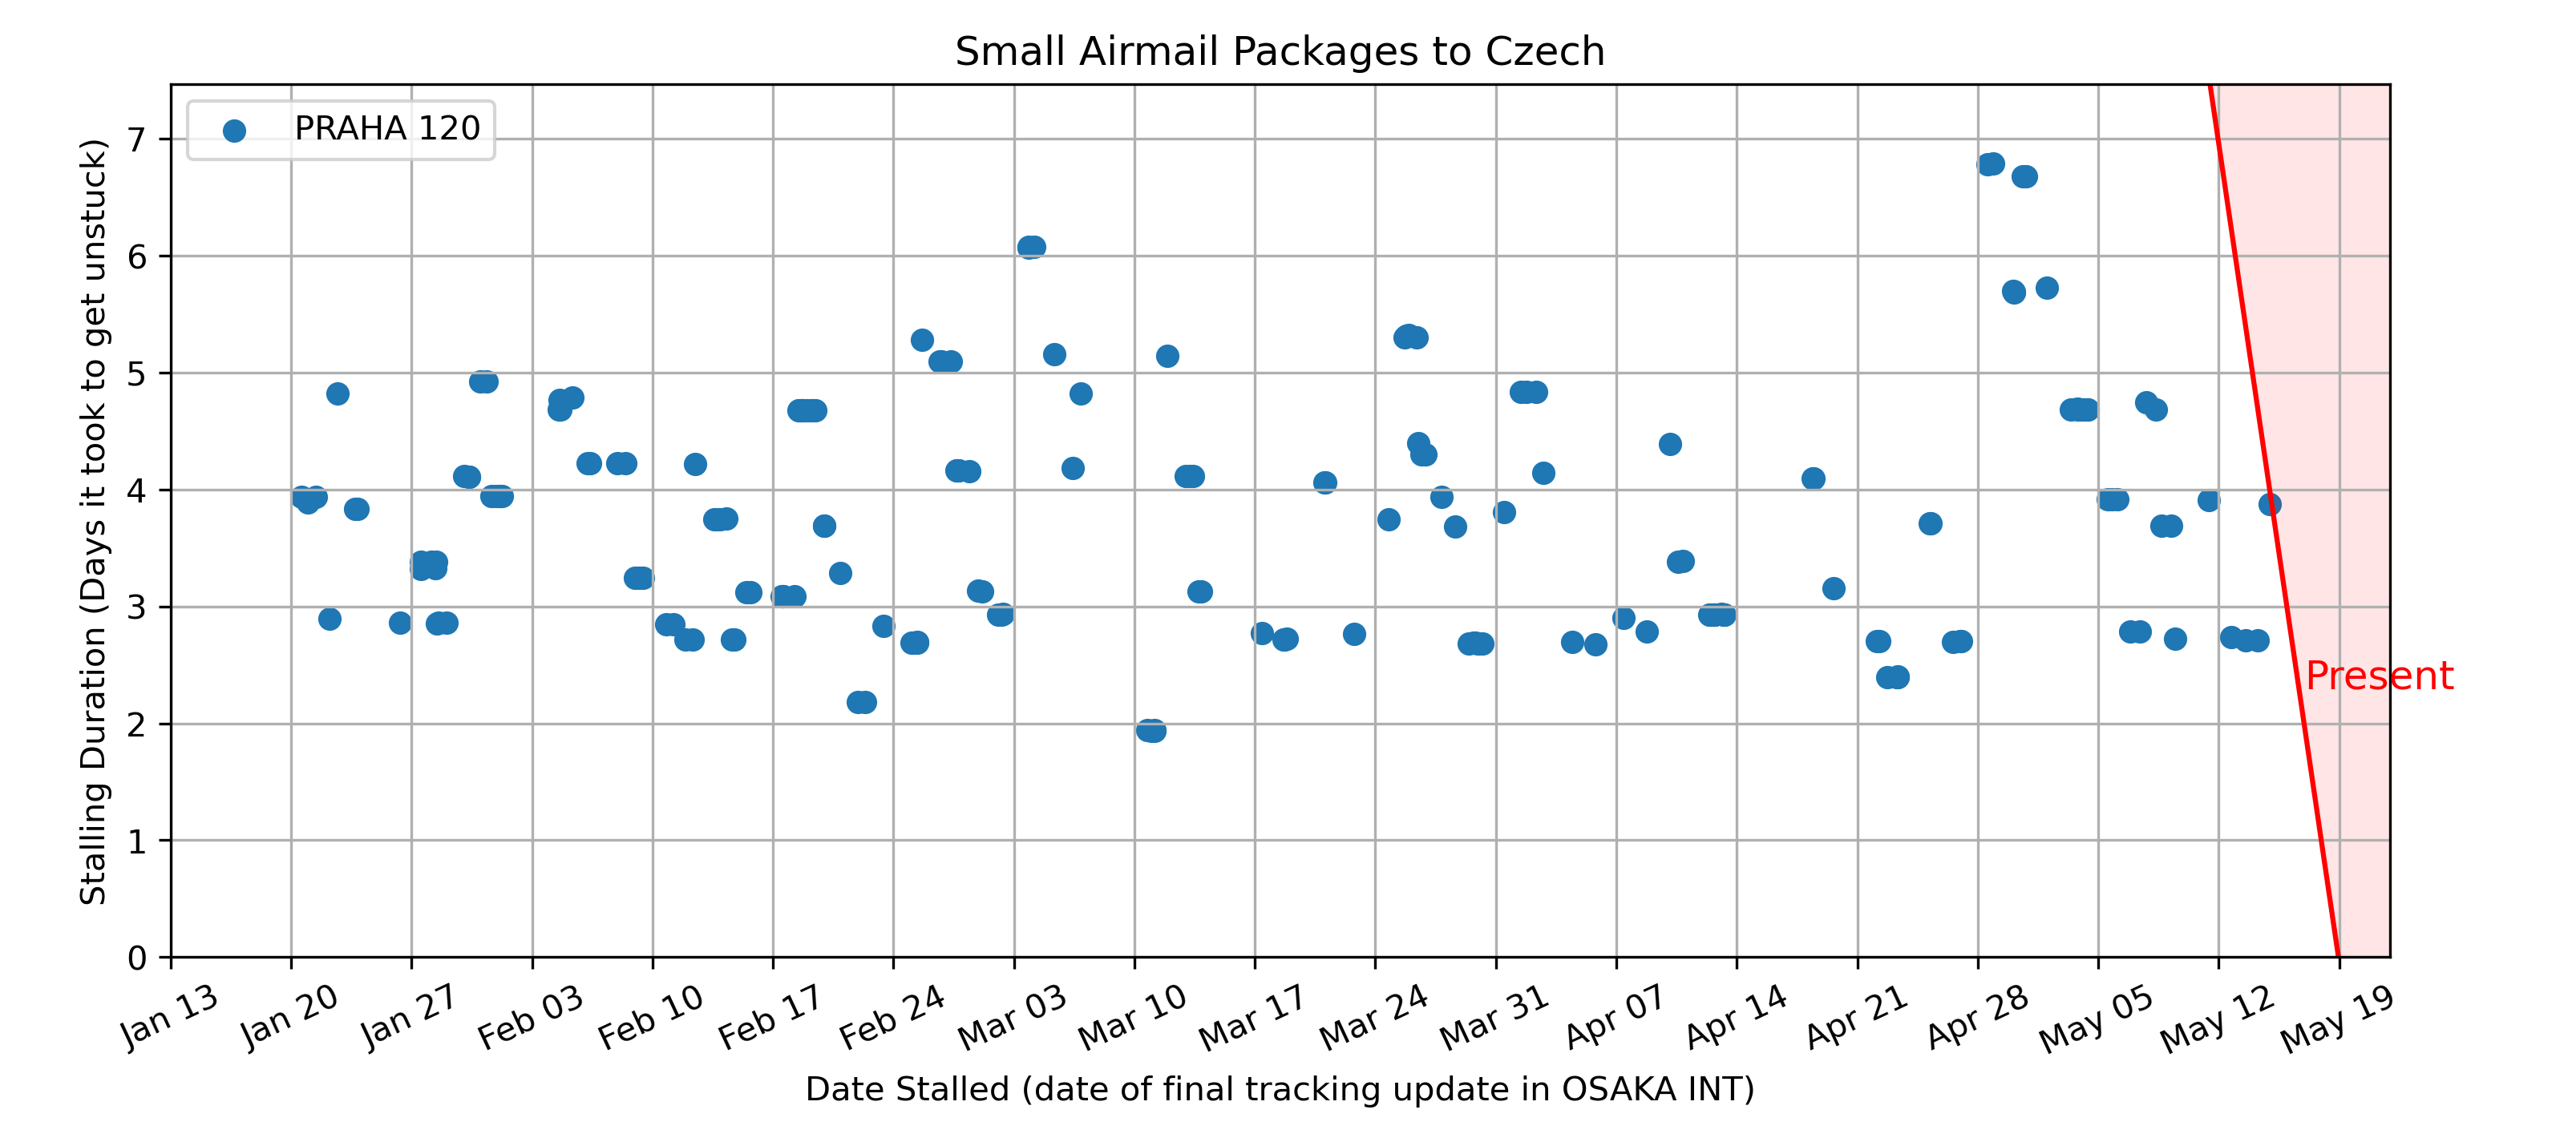 Small Airmail Packages to Czech
PRAHA 120
Stalling Duration (Days it took to get unstuck)
7
6
5
4
3
2
1
0
Present
Jan 13
Jan 20
Jan 27
Feb 03
Feb 10
Feb 17
Feb 24
Mar 03
Mar 10
Mar 17
Mar 24
Mar 31
Apr 07
Apr 14
Apr 21
Apr 28
May 05
May 12
May 19
Date Stalled (date of final tracking update in OSAKA INT)